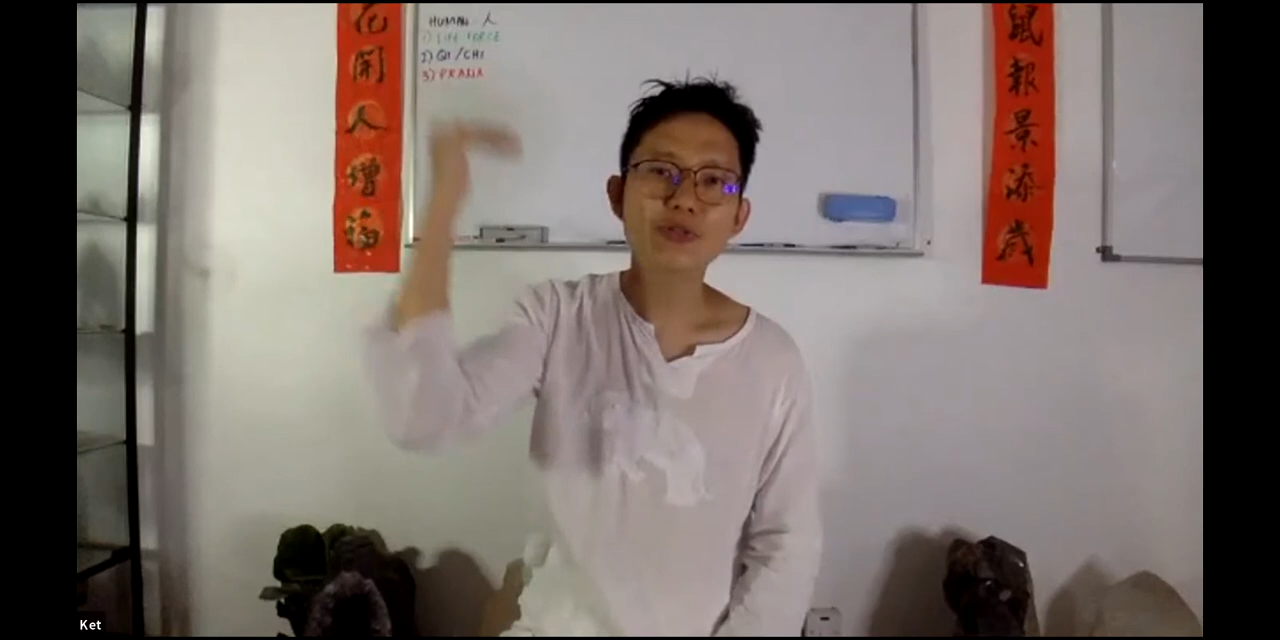 花開人增
鼠報景添歲
HUMAN 人
1) LIFE FORCE
2) QI / CHI
3) PRANA
Ket